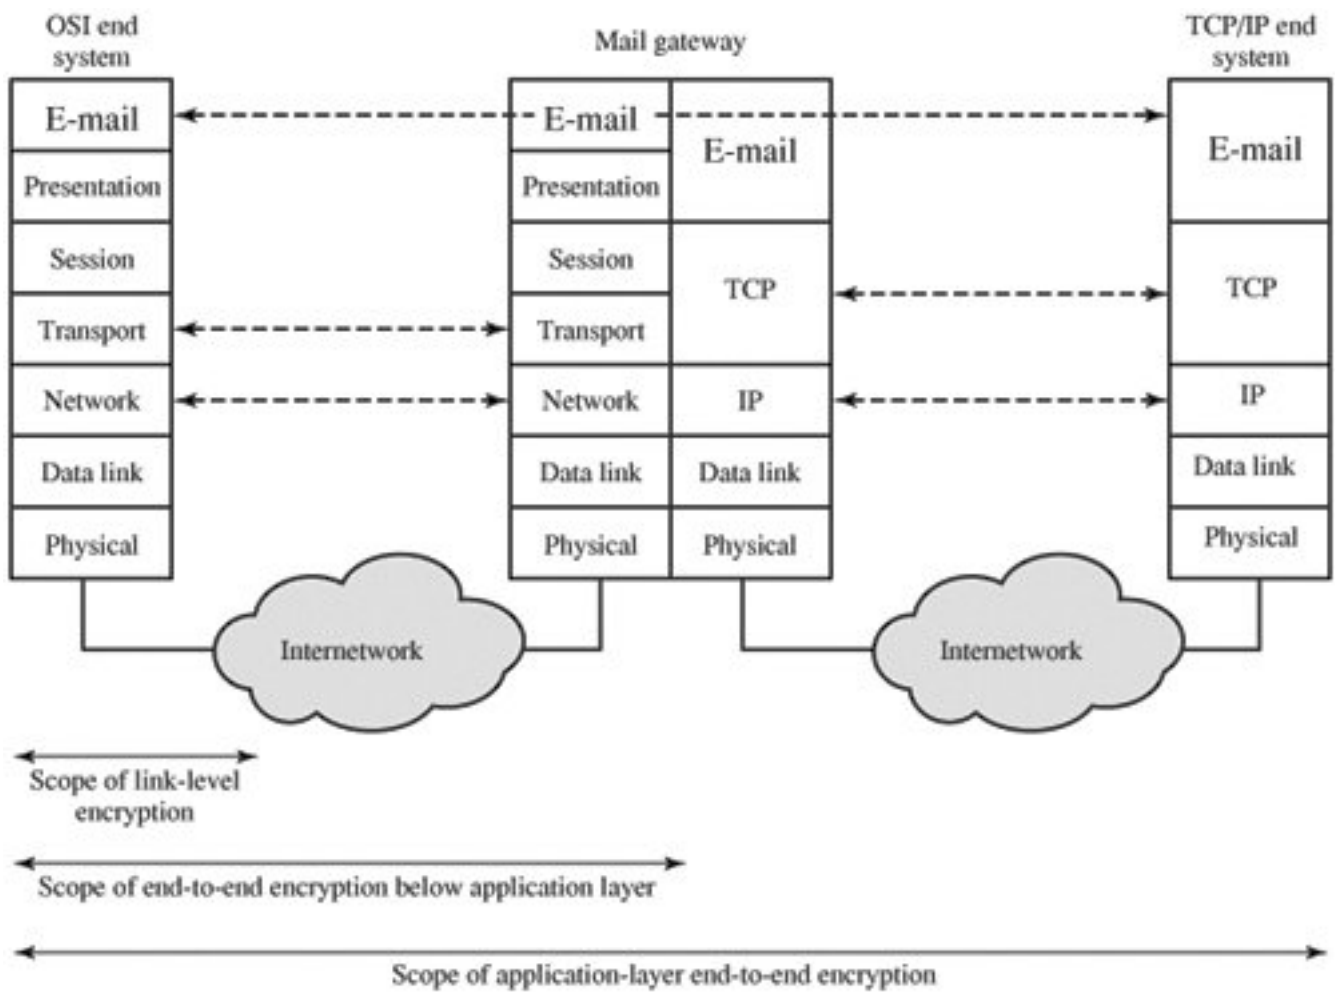 OSI end
system
Mail gateway
TCP/IP end
system
E-mail
Presentation
Session
Transport
Network
Data link
Physical
E-mail
Presentation
Session
Transport
Network
Data link
Physical
E-mail
TCP
IP
Data link
Physical
E-mail
TCP
IP
Data link
Physical
Internetwork
Internetwork
Scope of link-level
encryption
Scope of end-to-end encryption below application layer
Scope of application-layer end-to-end encryption